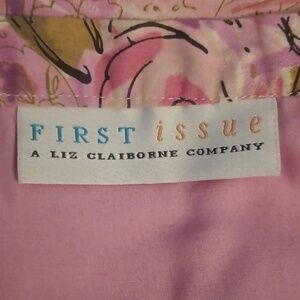 FIRST issue
A LIZ CLAIBORNE COMPANY